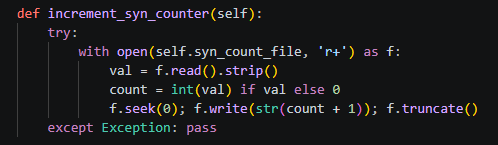 def increment_syn_counter(self):
    try:
        with open(self.syn_count_file, 'r+') as f:
            val = f.read().strip()
            count = int(val) if val else 0
            f.seek(0); f.write(str(count + 1)); f.truncate()
    except Exception: pass